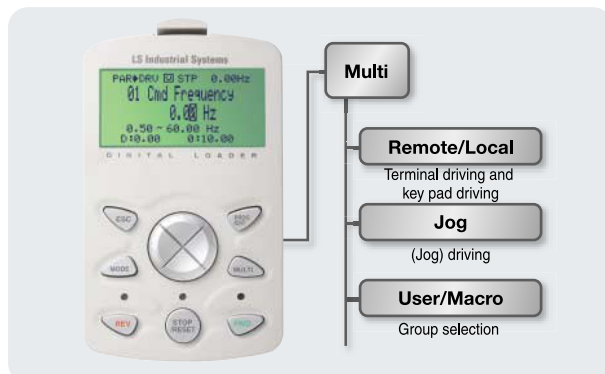 LS Industrial Systems
PAR➧DRV U STP 0.00Hz
01 Cmd Frequency
0.00 Hz
0.50 ~ 60.00 Hz
D:0.00 0:10.00
DIGITAL LOADER
ESC
PROG
/ENT
MODE
MULTI
REV
STOP
/RESET
FWD
Multi
Remote/Local
Terminal driving and
key pad driving
Jog
(Jog) driving
User/Macro
Group selection